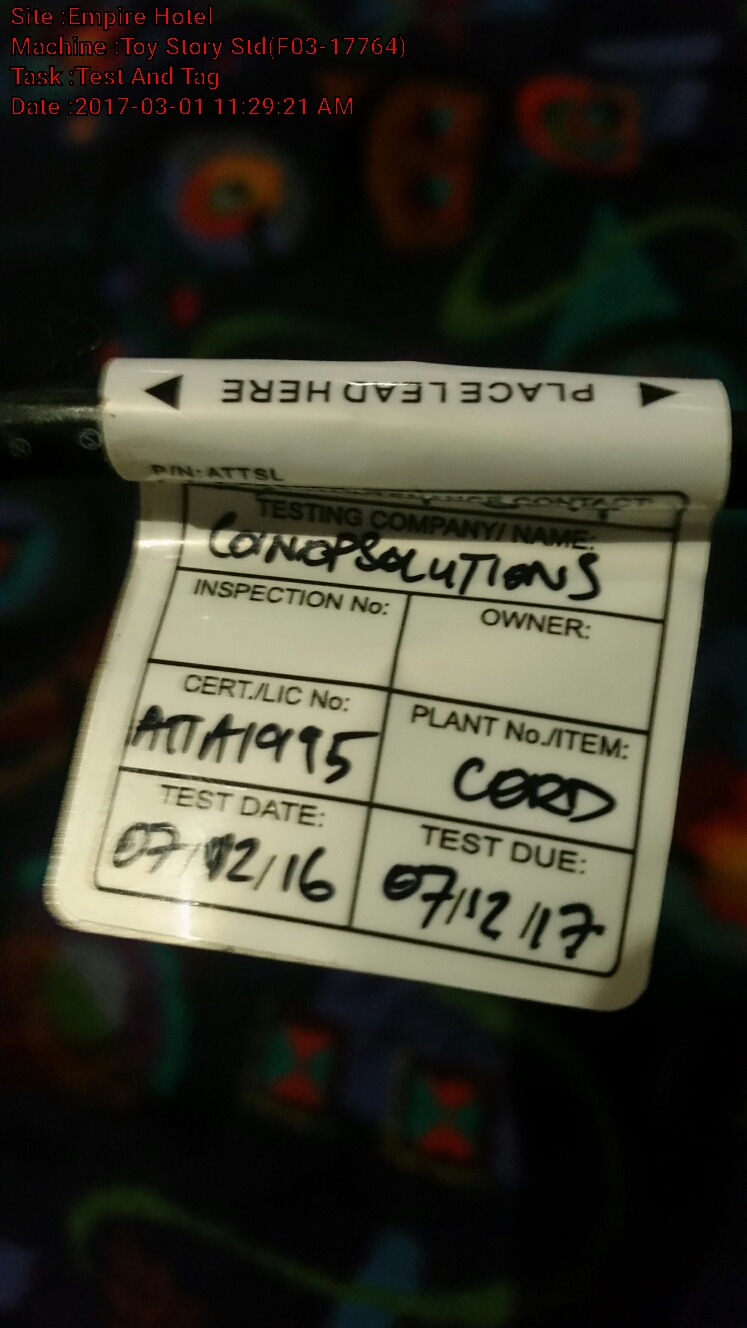 Site :Empire Hotel
Machine :Toy Story Std(F03-17764)
Task :Test And Tag
Date :2017-03-01 11:29:21 AM
PLACE LEAD HERE
P/N: ATTSL
CONTACT
TESTING COMPANY/ NAME:
COINOPSOLUTIONS
INSPECTION No:
OWNER:
CERT./LIC No:
ATTA1995
PLANT No./ITEM:
CORD
TEST DATE:
07/12/16
TEST DUE:
07/12/17